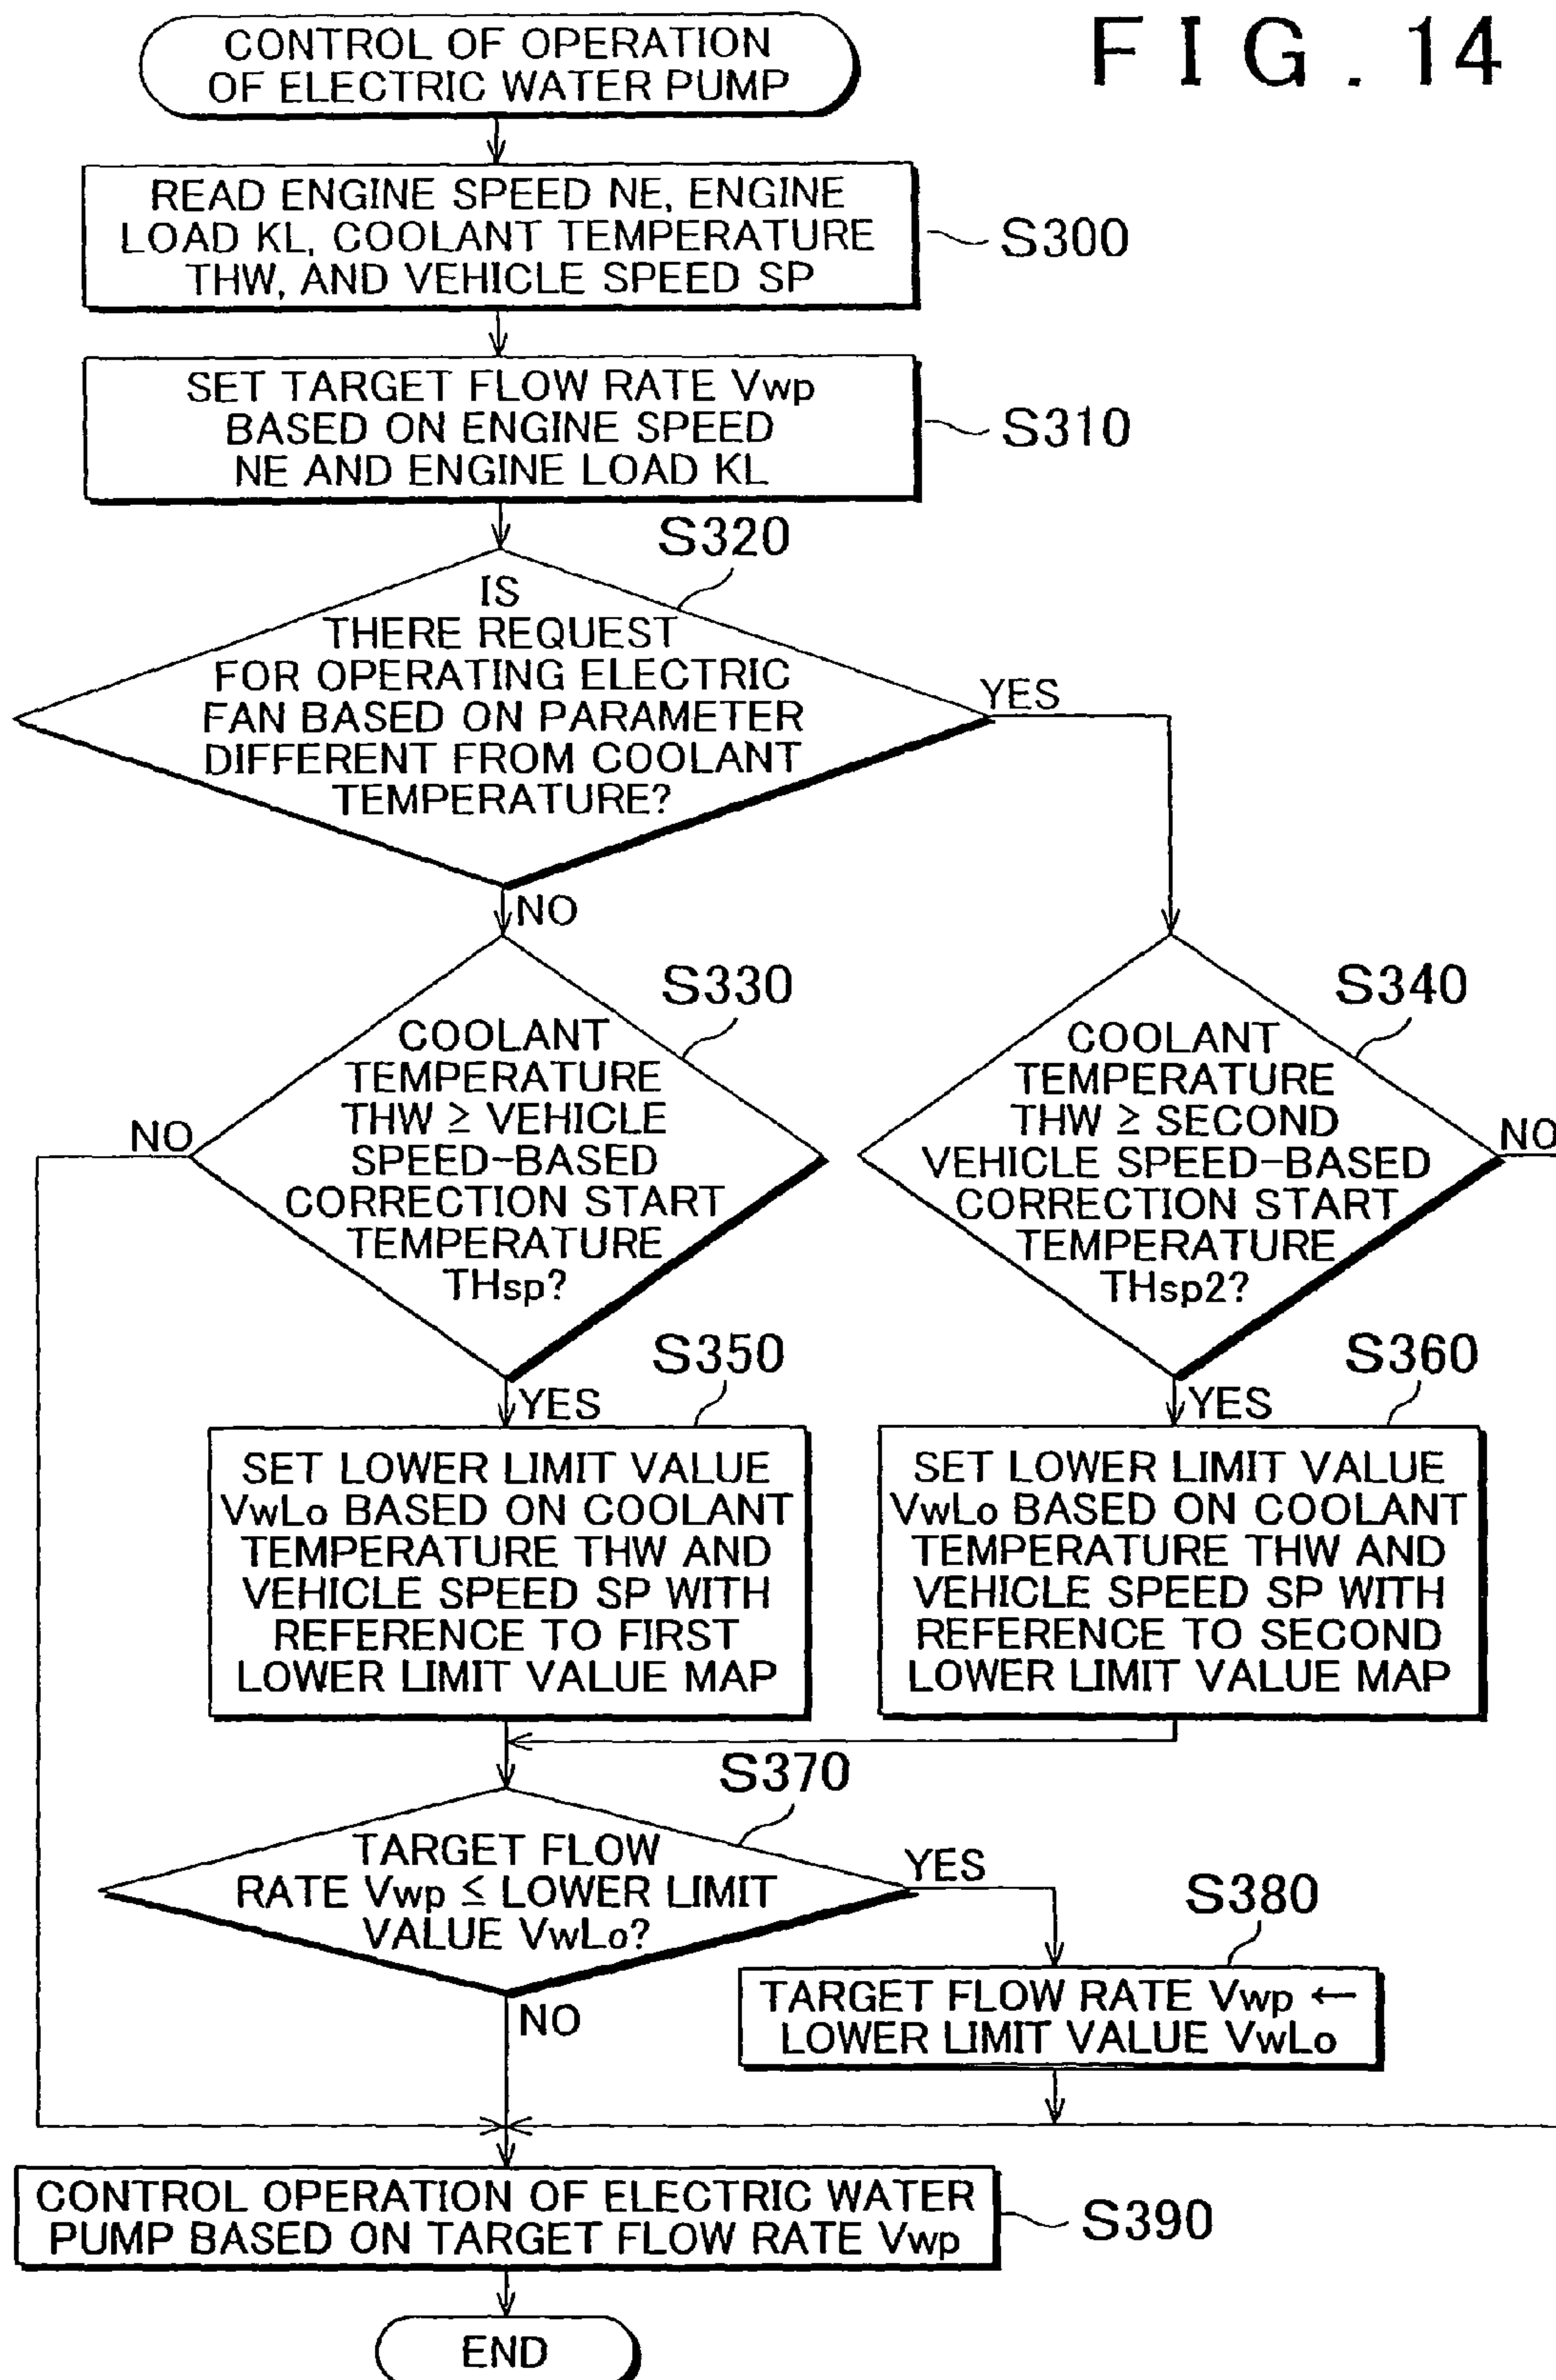 FIG.14
CONTROL OF OPERATION
OF ELECTRIC WATER PUMP
READ ENGINE SPEED NE, ENGINE
LOAD KL, COOLANT TEMPERATURE
THW, AND VEHICLE SPEED SP
S300
SET TARGET FLOW RATE Vwp
BASED ON ENGINE SPEED
NE AND ENGINE LOAD KL
S310
S320
IS
THERE REQUEST
FOR OPERATING ELECTRIC
FAN BASED ON PARAMETER
DIFFERENT FROM COOLANT
TEMPERATURE?
YES
NO
S330
COOLANT
TEMPERATURE
THW ≥ VEHICLE
SPEED-BASED
CORRECTION START
TEMPERATURE
THsp?
NO
YES
S340
COOLANT
TEMPERATURE
THW ≥ SECOND
VEHICLE SPEED-BASED
CORRECTION START
TEMPERATURE
THsp2?
NO
YES
S350
SET LOWER LIMIT VALUE
VwLo BASED ON COOLANT
TEMPERATURE THW AND
VEHICLE SPEED SP WITH
REFERENCE TO FIRST
LOWER LIMIT VALUE MAP
S360
SET LOWER LIMIT VALUE
VwLo BASED ON COOLANT
TEMPERATURE THW AND
VEHICLE SPEED SP WITH
REFERENCE TO SECOND
LOWER LIMIT VALUE MAP
S370
TARGET FLOW
RATE Vwp ≤ LOWER LIMIT
VALUE VwLo?
YES
NO
S380
TARGET FLOW RATE Vwp ←
LOWER LIMIT VALUE VwLo
CONTROL OPERATION OF ELECTRIC WATER
PUMP BASED ON TARGET FLOW RATE Vwp
S390
END